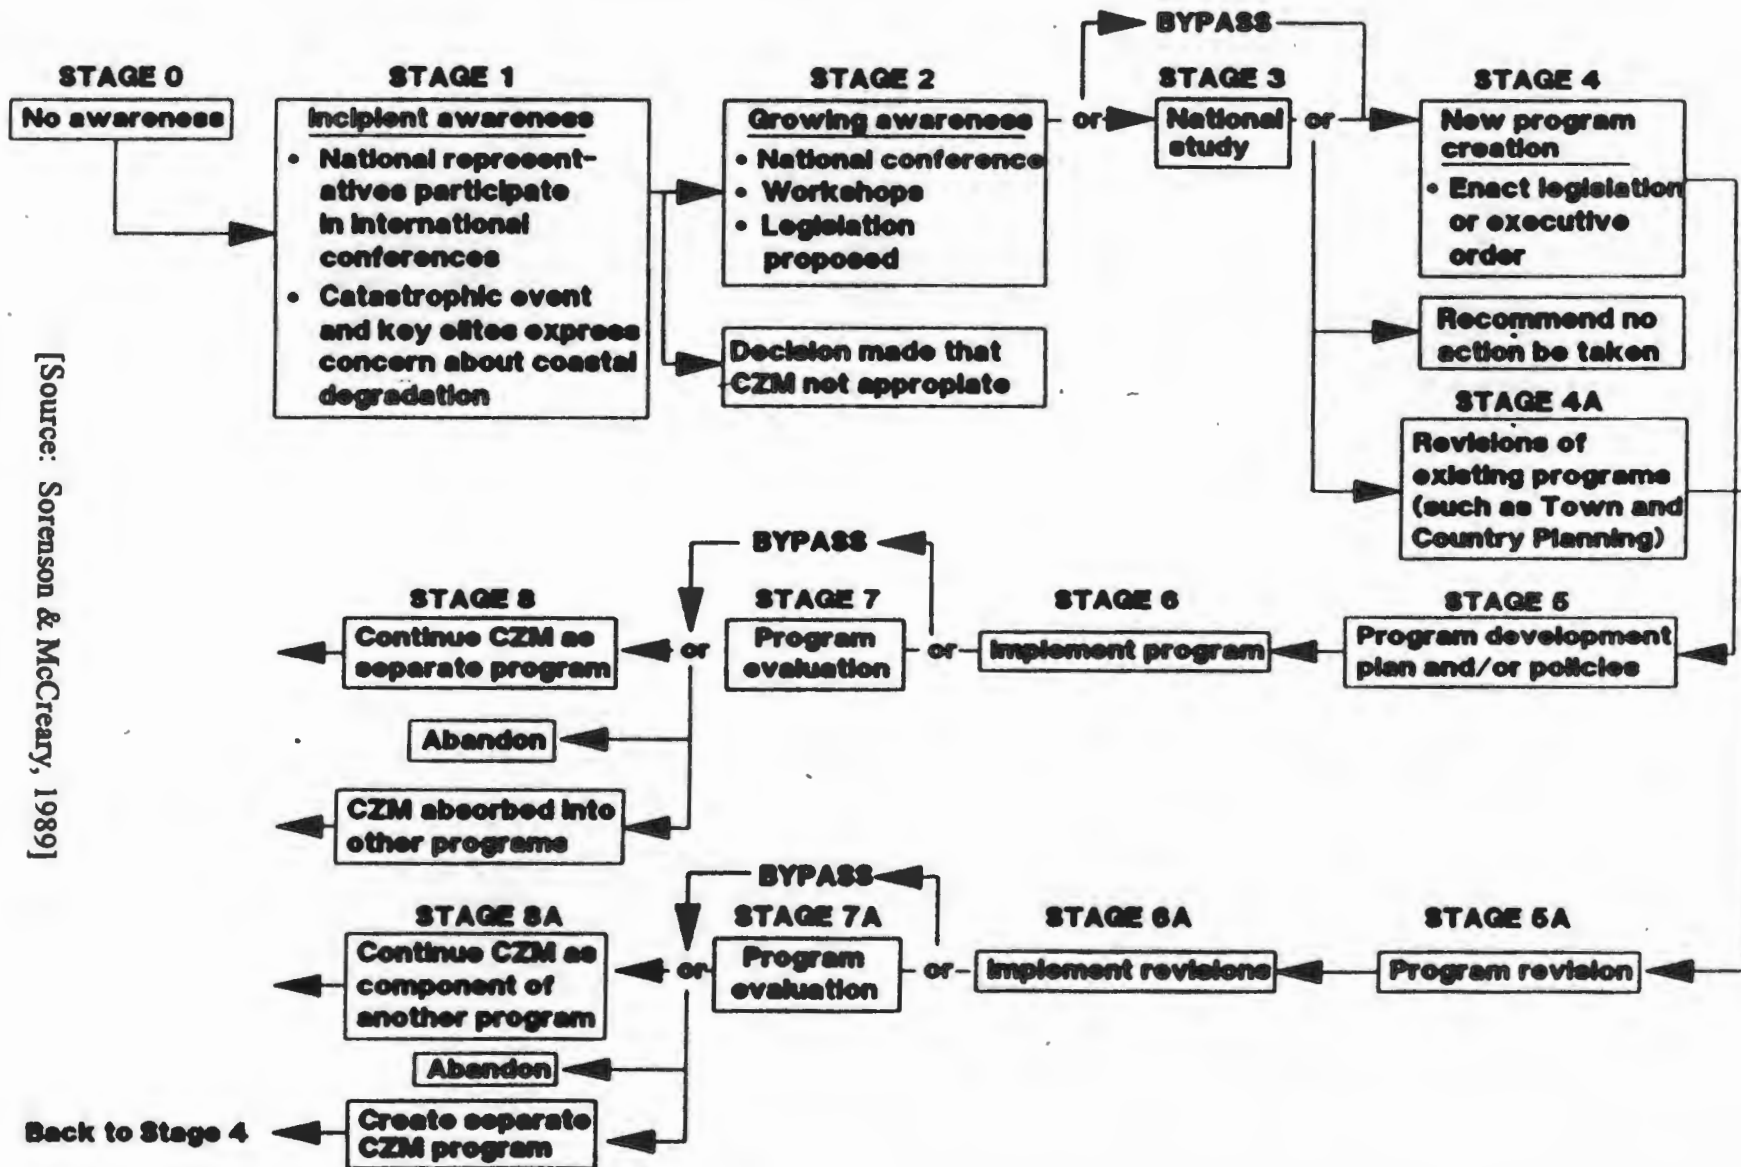 BYPASS
STAGE 0
No awareness
STAGE 1
Incipient awareness
• National represent-
atives participate
in international
conferences
• Catastrophic event
and key elites express
concern about coastal
degradation
STAGE 2
Growing awareness
• National conference
• Workshops
• Legislation
proposed
Decision made that
CZM not appropiate
or
STAGE 3
National
study
or
STAGE 4
New program
creation
• Enact legislation
or executive
order
Recommend no
action be taken
STAGE 4A
Revisions of
existing programs
(such as Town and
Country Planning)
[Source: Sorenson & McCreary, 1989]
BYPASS
STAGE 8
Continue CZM as
separate program
or
STAGE 7
Program
evaluation
or
STAGE 6
Implement program
STAGE 5
Program development
plan and/or policies
Abandon
CZM absorbed into
other programs
BYPASS
STAGE 8A
Continue CZM as
component of
another program
or
STAGE 7A
Program
evaluation
or
STAGE 6A
Implement revisions
STAGE 5A
Program revision
Abandon
Back to Stage 4
Create separate
CZM program